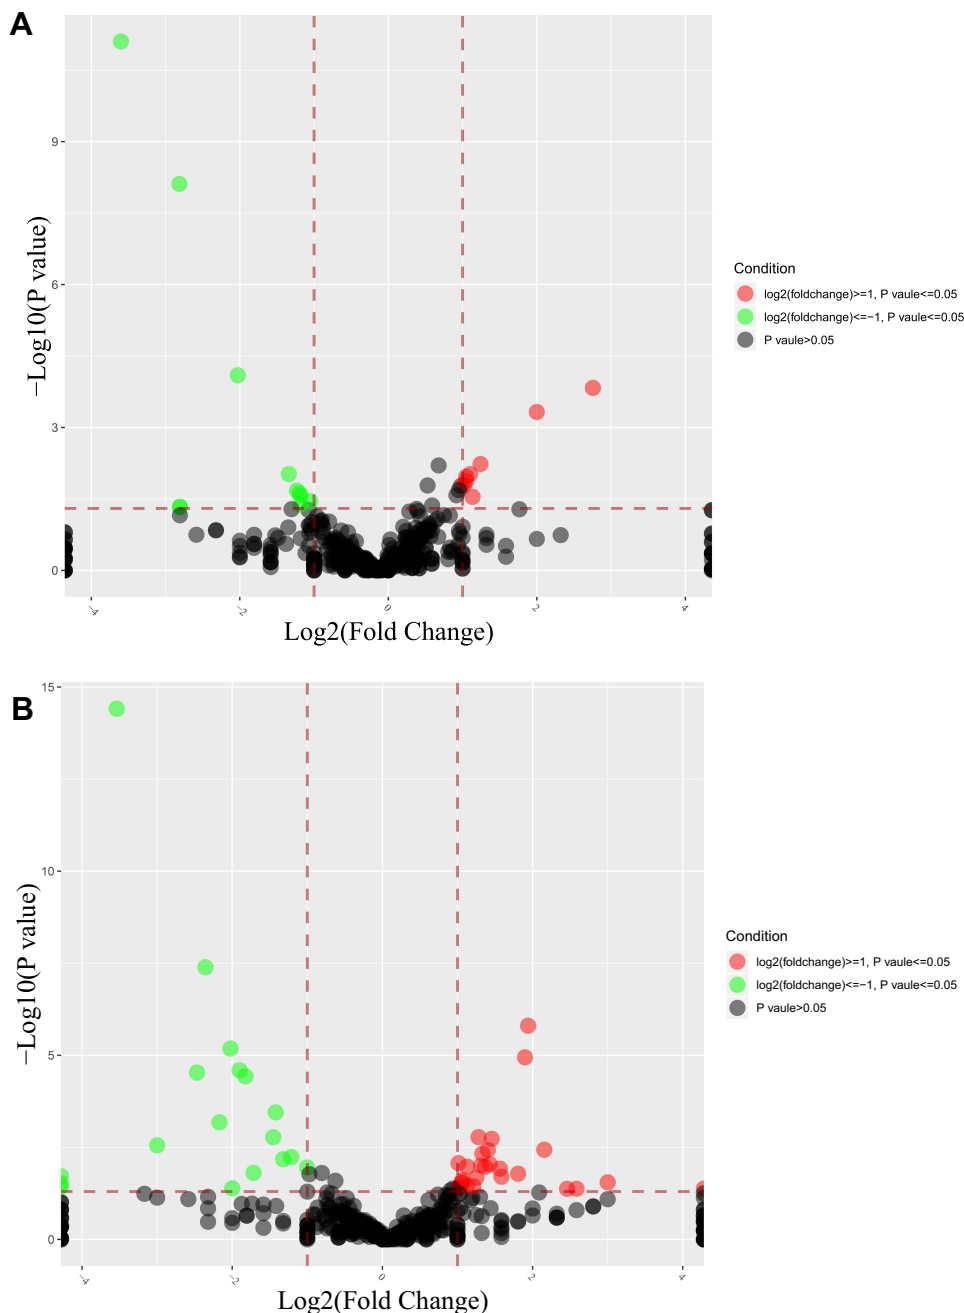 A
9
6
3
0
−Log10(P value)
−4
−2
0
2
4
Log2(Fold Change)
Condition
log2(foldchange)>=1, P vaule<=0.05
log2(foldchange)<=−1, P vaule<=0.05
P vaule>0.05
B
15
10
5
0
−Log10(P value)
−4
−2
0
2
4
Log2(Fold Change)
Condition
log2(foldchange)>=1, P vaule<=0.05
log2(foldchange)<=−1, P vaule<=0.05
P vaule>0.05